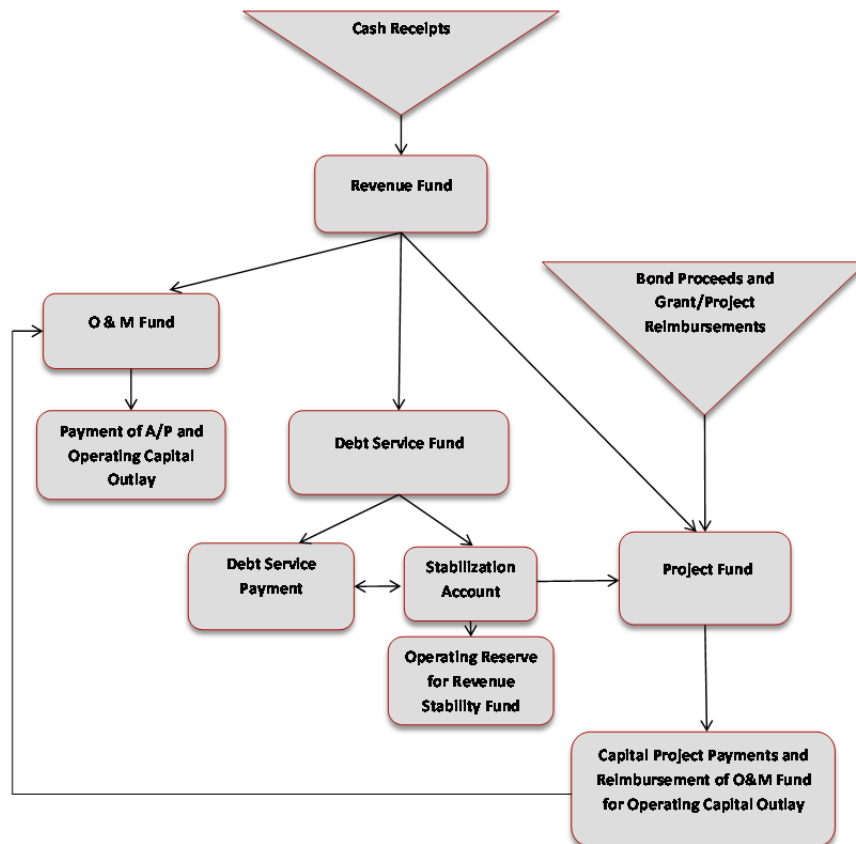 Cash Receipts
Revenue Fund
Bond Proceeds and
Grant/Project
Reimbursements
O & M Fund
Payment of A/P and
Operating Capital
Outlay
Debt Service Fund
Debt Service
Payment
Stabilization
Account
Project Fund
Operating Reserve
for Revenue
Stability Fund
Capital Project Payments and
Reimbursement of O&M Fund
for Operating Capital Outlay